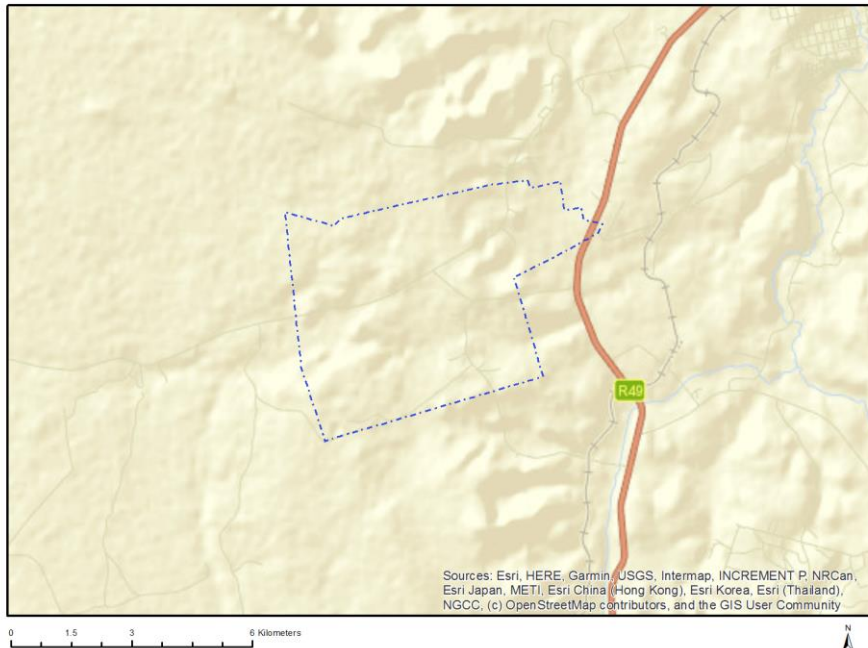 R49
Sources: Esri, HERE, Garmin, USGS, Intermap, INCREMENT P, NRCan,
Esri Japan, METI, Esri China (Hong Kong), Esri Korea, Esri (Thailand),
NGCC, (c) OpenStreetMap contributors, and the GIS User Community
0 1.5 3 6 Kilometers
N